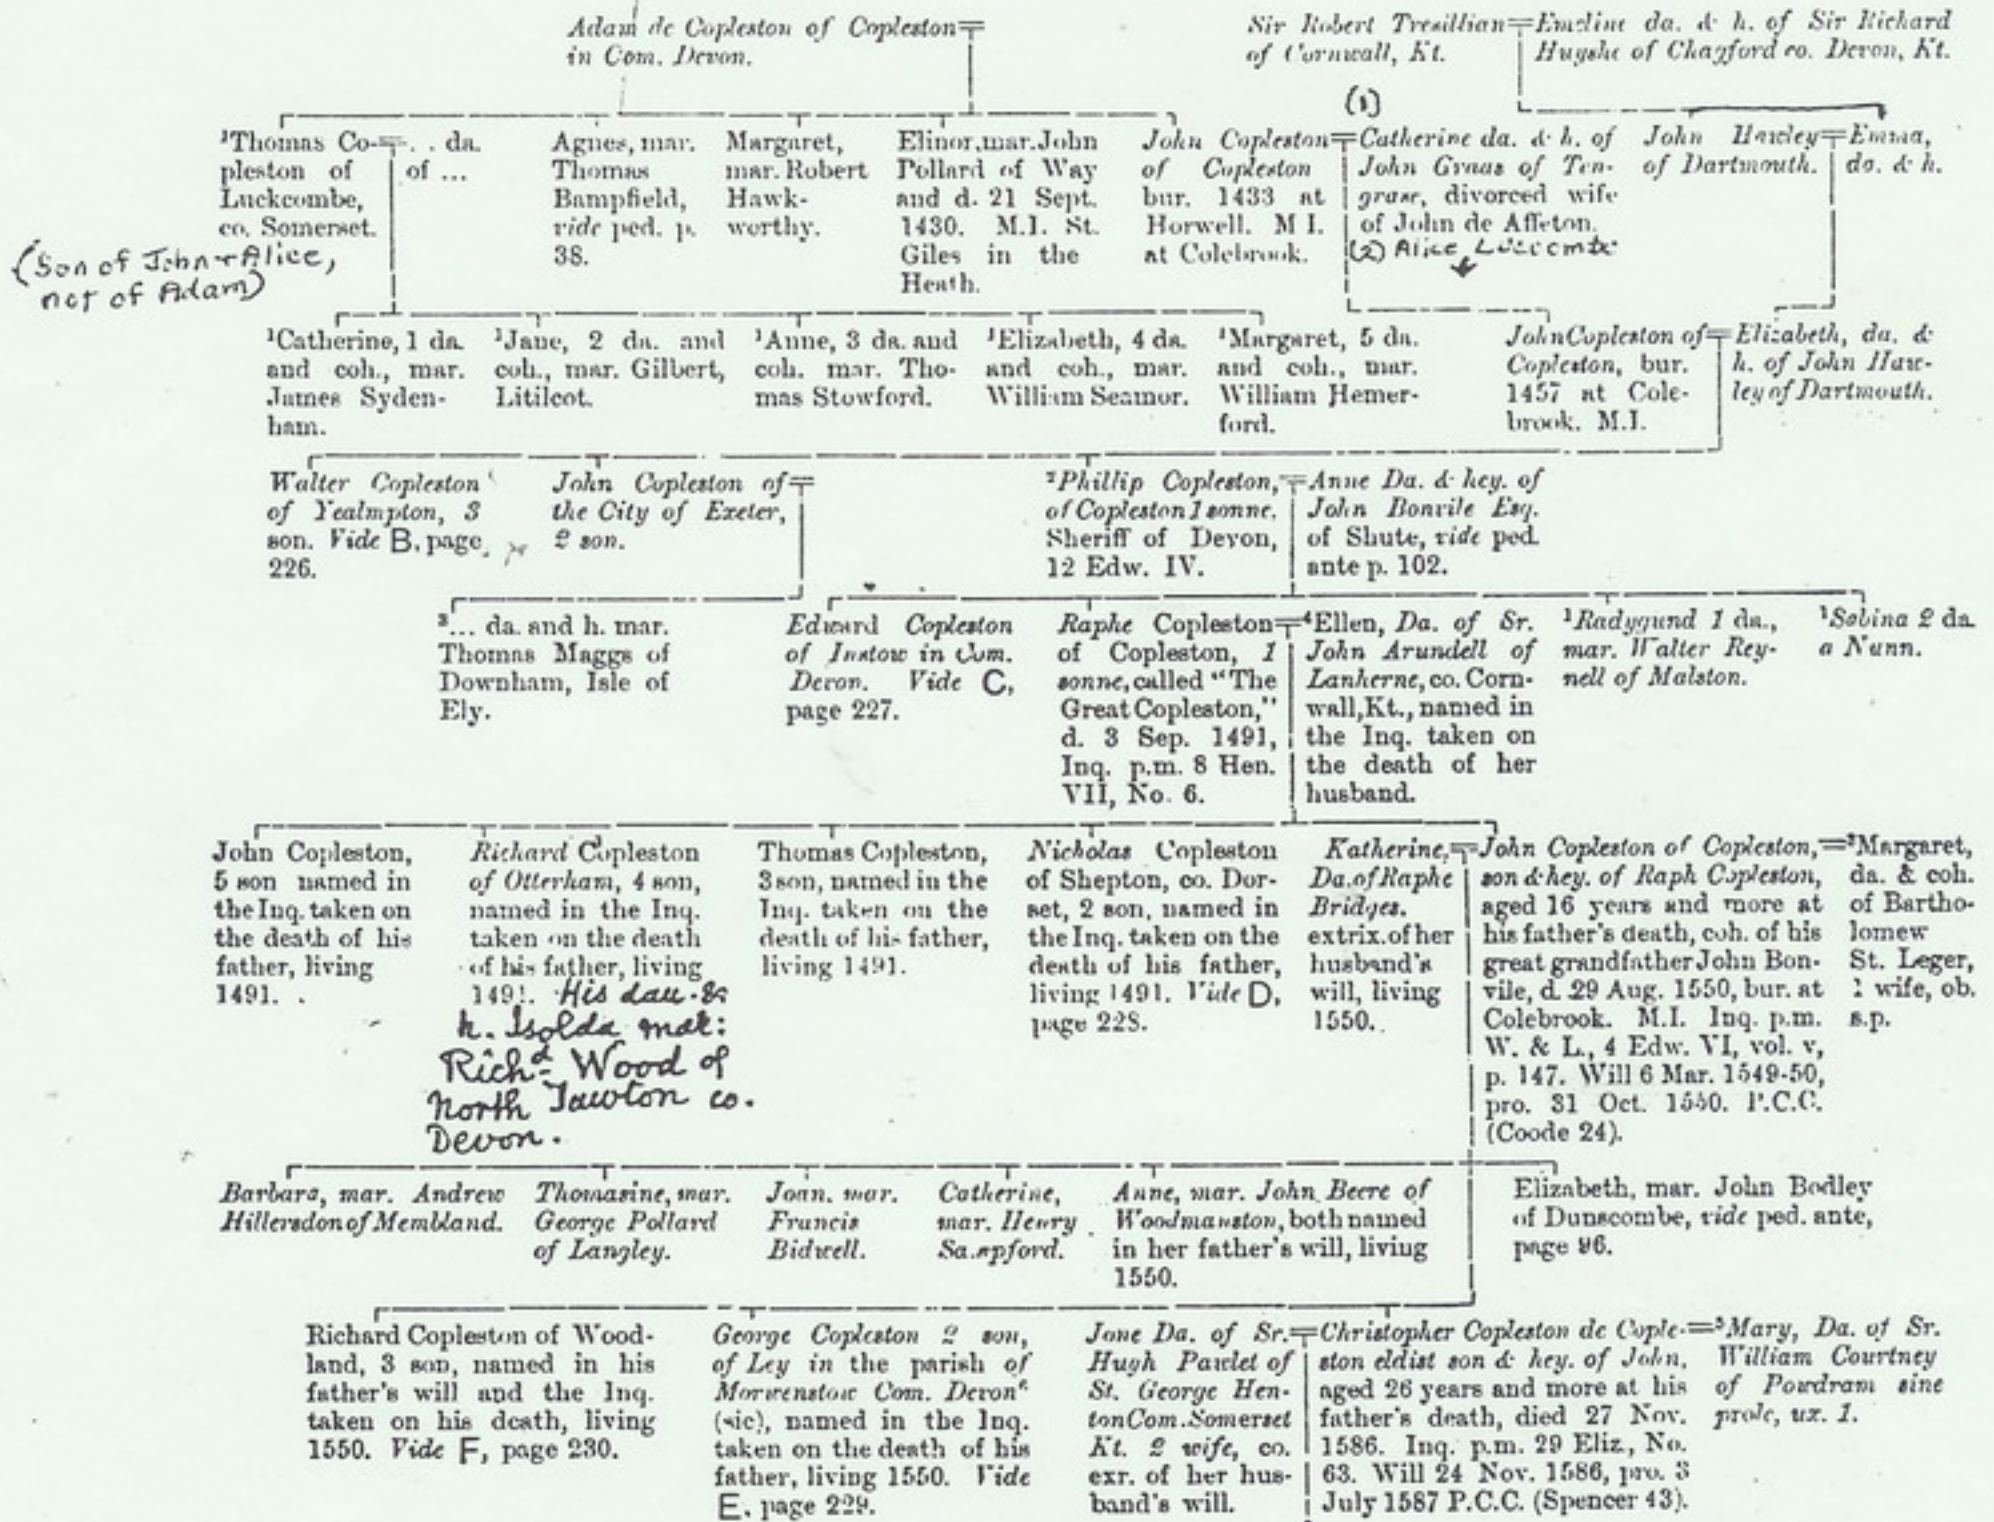 Adam de Copleston of Copleston
in Com. Devon.
Sir Robert Tresillian
of Cornwall, Kt.
Emeline da. & h. of Sir Richard
Huyshe of Chagford co. Devon, Kt.
¹Thomas Co-
pleston of
Luckcombe,
co. Somerset.
(Son of John + Alice,
not of Adam)
. . da.
of ...
Agnes, mar.
Thomas
Bampfield,
vide ped. p.
38.
Margaret,
mar. Robert
Hawk-
worthy.
Elinor, mar. John
Pollard of Way
and d. 21 Sept.
1430. M.I. St.
Giles in the
Heath.
John Copleston
of Copleston
bur. 1433 at
Horwell. M I.
at Colebrook.
(1)
Catherine da. & h. of
John Graas of Ten-
grase, divorced wife
of John de Affeton.
(2) Alice Luccombe
John Hawley
of Dartmouth.
Emma,
da. & h.
¹Catherine, 1 da.
and coh., mar.
James Syden-
ham.
¹Jane, 2 da. and
coh., mar. Gilbert,
Litilcot.
¹Anne, 3 da. and
coh. mar. Tho-
mas Stowford.
¹Elizabeth, 4 da.
and coh., mar.
William Seamor.
¹Margaret, 5 da.
and coh., mar.
William Hemer-
ford.
John Copleston of
Copleston, bur.
1457 at Cole-
brook. M.I.
Elizabeth, da. &
h. of John Haw-
ley of Dartmouth.
Walter Copleston
of Yealmpton, 3
son. Vide B, page
226.
John Copleston of
the City of Exeter,
2 son.
²Phillip Copleston,
of Copleston 1 sonne,
Sheriff of Devon,
12 Edw. IV.
Anne Da. & hey. of
John Bonvile Esq.
of Shute, vide ped.
ante p. 102.
³... da. and h. mar.
Thomas Maggs of
Downham, Isle of
Ely.
Edward Copleston
of Instow in Com.
Devon. Vide C,
page 227.
Raphe Copleston
of Copleston, 1
sonne, called "The
Great Copleston,"
d. 3 Sep. 1491,
Inq. p.m. 8 Hen.
VII, No. 6.
⁴Ellen, Da. of Sr.
John Arundell of
Lanherne, co. Corn-
wall, Kt., named in
the Inq. taken on
the death of her
husband.
¹Radygund 1 da.,
mar. Walter Rey-
nell of Malston.
¹Sabina 2 da.
a Nunn.
John Copleston,
5 son named in
the Inq. taken on
the death of his
father, living
1491.
Richard Copleston
of Otterham, 4 son,
named in the Inq.
taken on the death
of his father, living
1491. His dau. &
h. Isolda mar:
Richd. Wood of
North Tawton co.
Devon.
Thomas Copleston,
3 son, named in the
Inq. taken on the
death of his father,
living 1491.
Nicholas Copleston
of Shepton, co. Dor-
set, 2 son, named in
the Inq. taken on the
death of his father,
living 1491. Vide D,
page 228.
Katherine,
Da. of Raphe
Bridges.
extrix. of her
husband's
will, living
1550.
John Copleston of Copleston,
son & hey. of Raph Copleston,
aged 16 years and more at
his father's death, coh. of his
great grandfather John Bon-
vile, d. 29 Aug. 1550, bur. at
Colebrook. M.I. Inq. p.m.
W. & L., 4 Edw. VI, vol. v,
p. 147. Will 6 Mar. 1549-50,
pro. 31 Oct. 1550. P.C.C.
(Coode 24).
Margaret,
da. & coh.
of Bartho-
lomew
St. Leger,
1 wife, ob.
s.p.
Barbara, mar. Andrew
Hillersdon of Membland.
Thomasine, mar.
George Pollard
of Langley.
Joan. mar.
Francis
Bidwell.
Catherine,
mar. Henry
Sampford.
Anne, mar. John Beere of
Woodmanston, both named
in her father's will, living
1550.
Elizabeth, mar. John Bodley
of Dunscombe, vide ped. ante,
page 96.
Richard Copleston of Wood-
land, 3 son, named in his
father's will and the Inq.
taken on his death, living
1550. Vide F, page 230.
George Copleston 2 son,
of Ley in the parish of
Morwenstow Com. Devon⁶
(sic), named in the Inq.
taken on the death of his
father, living 1550. Vide
E, page 229.
Jone Da. of Sr.
Hugh Pawlet of
St. George Hen-
ton Com. Somerset
Kt. 2 wife, co.
exr. of her hus-
band's will.
Christopher Copleston de Cople-
ston eldist son & hey. of John,
aged 26 years and more at his
father's death, died 27 Nov.
1586. Inq. p.m. 29 Eliz., No.
63. Will 24 Nov. 1586, pro. 3
July 1587 P.C.C. (Spencer 43).
Mary, Da. of Sr.
William Courtney
of Powdram sine
prole, ux. 1.